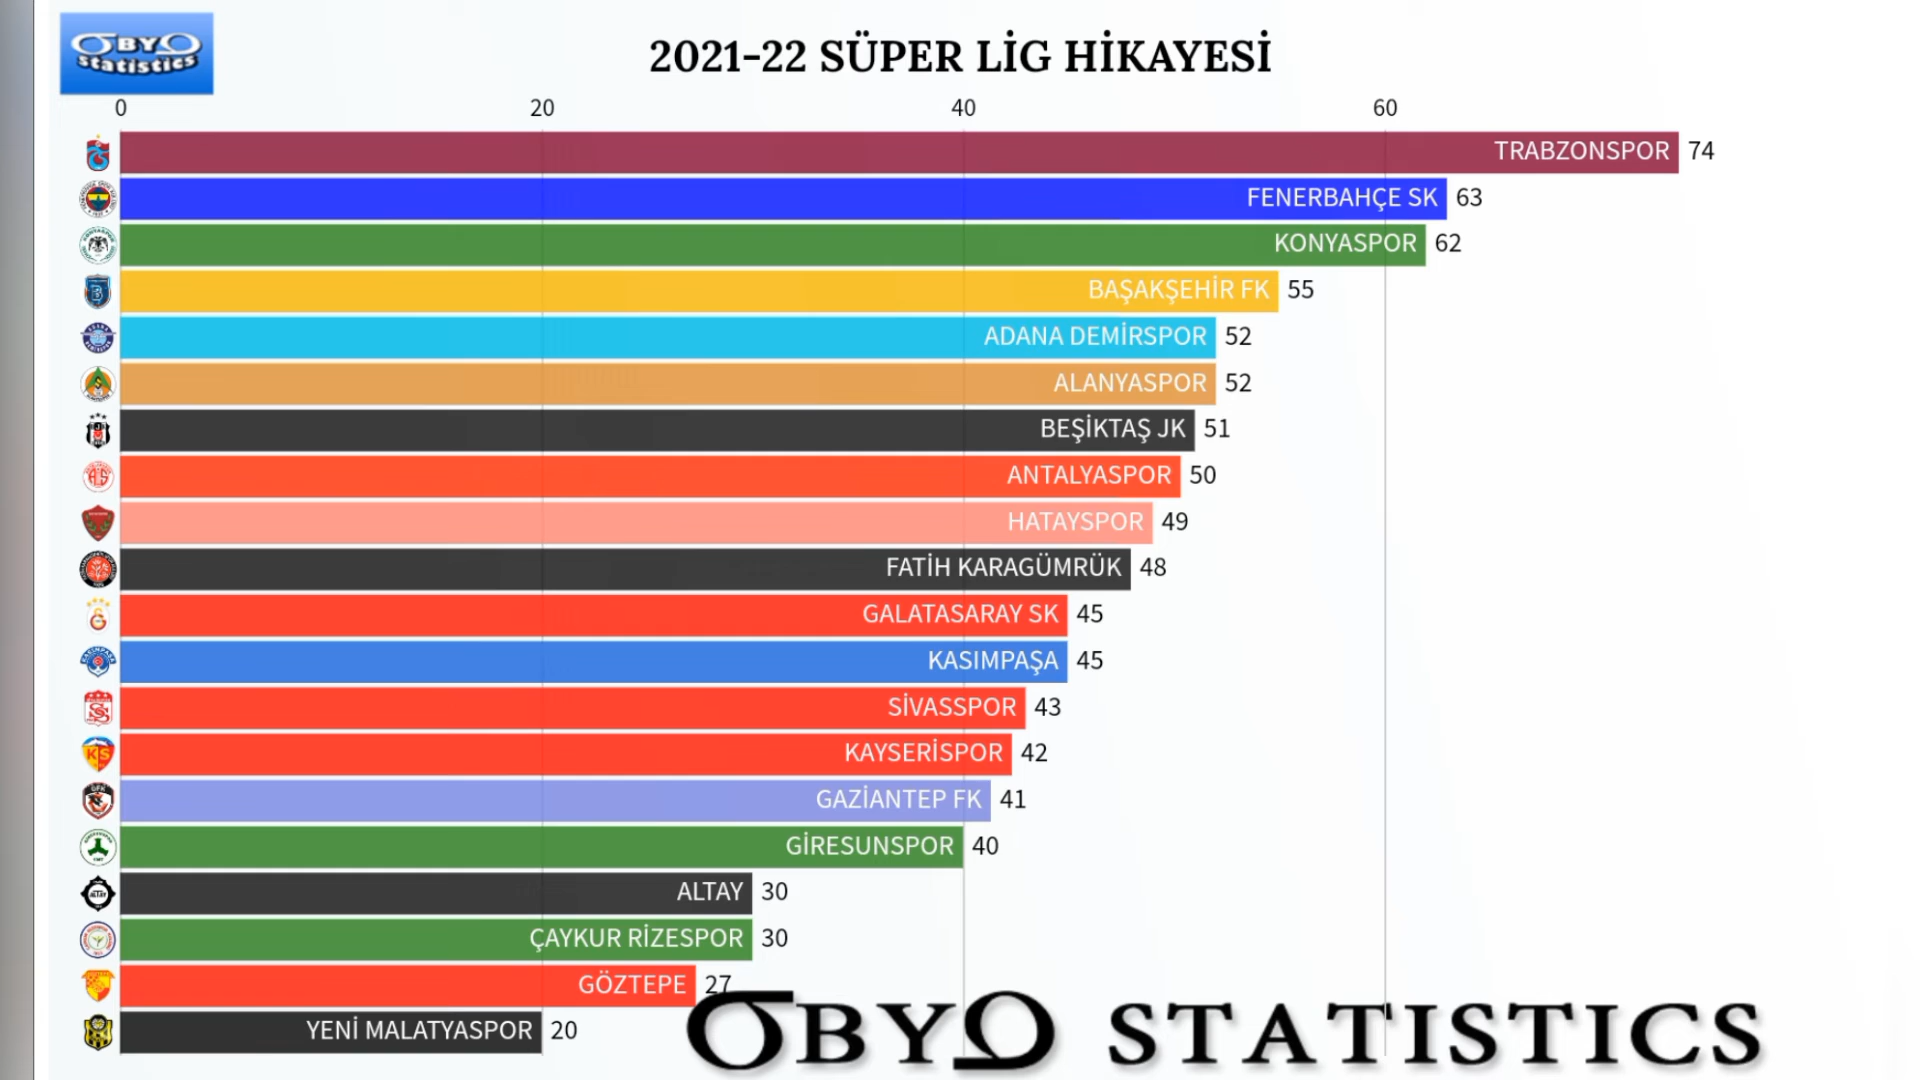 OBYO
statistics
2021-22 SÜPER LİG HİKAYESİ
0 20 40 60
TRABZONSPOR 74
FENERBAHÇE SK 63
KONYASPOR 62
BAŞAKŞEHİR FK 55
ADANA DEMİRSPOR 52
ALANYASPOR 52
BEŞİKTAŞ JK 51
ANTALYASPOR 50
HATAYSPOR 49
FATİH KARAGÜMRÜK 48
GALATASARAY SK 45
KASIMPAŞA 45
SİVASSPOR 43
KAYSERİSPOR 42
GAZİANTEP FK 41
GİRESUNSPOR 40
ALTAY 30
ÇAYKUR RİZESPOR 30
GÖZTEPE 27
YENİ MALATYASPOR 20
OBYO STATISTICS